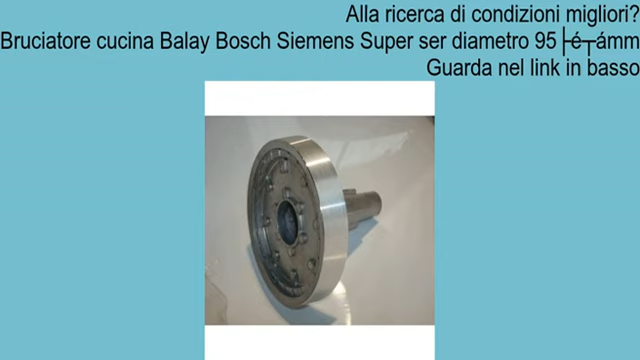 Alla ricerca di condizioni migliori?
Bruciatore cucina Balay Bosch Siemens Super ser diametro 95├é┬ámm
Guarda nel link in basso